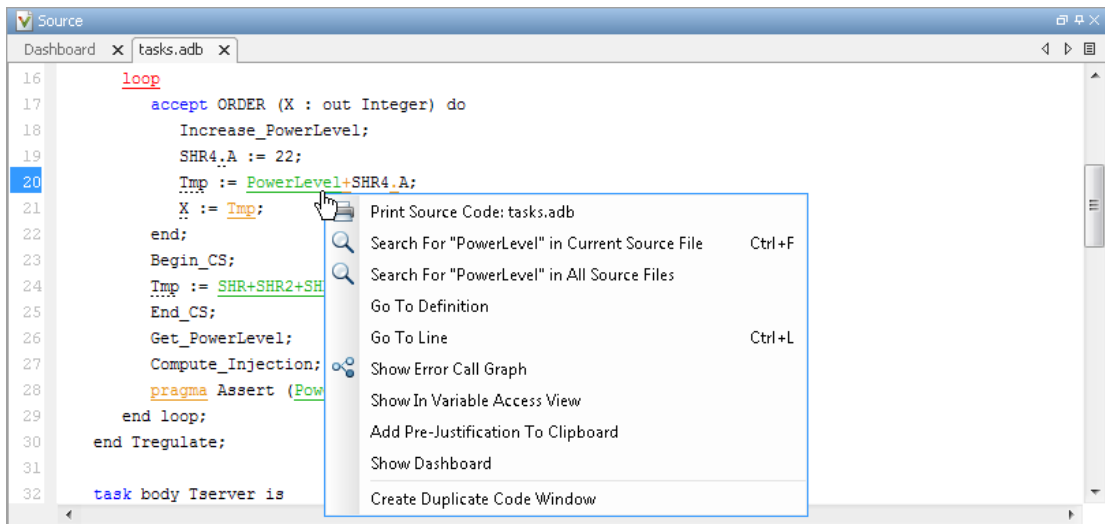 Source
Dashboard tasks.adb
16 loop
17 accept ORDER (X : out Integer) do
18 Increase_PowerLevel;
19 SHR4.A := 22;
20 Tmp := PowerLevel+SHR4.A;
21 X := Tmp;
22 end;
23 Begin_CS;
24 Tmp := SHR+SHR2+SH
25 End_CS;
26 Get_PowerLevel;
27 Compute_Injection;
28 pragma Assert (Pow
29 end loop;
30 end Tregulate;
31
32 task body Tserver is
Print Source Code: tasks.adb
Search For "PowerLevel" in Current Source File Ctrl+F
Search For "PowerLevel" in All Source Files
Go To Definition
Go To Line Ctrl+L
Show Error Call Graph
Show In Variable Access View
Add Pre-Justification To Clipboard
Show Dashboard
Create Duplicate Code Window